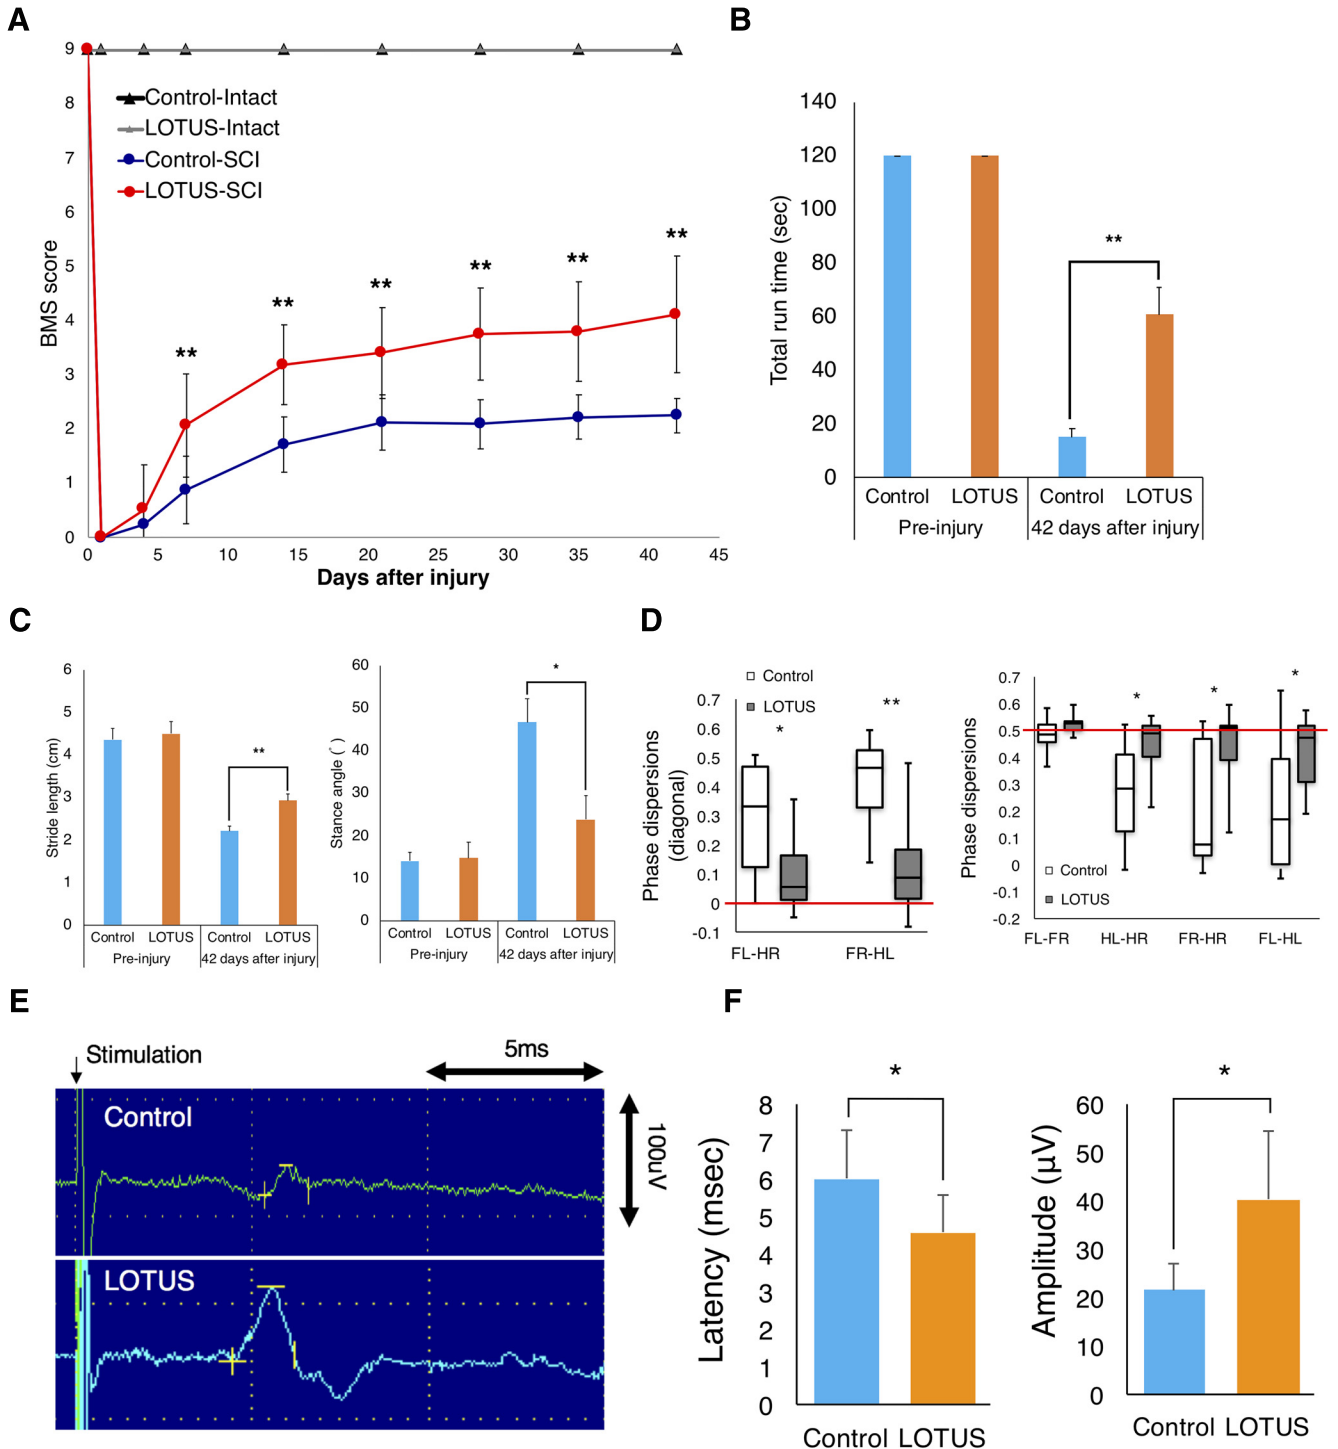 A
9
8
7
6
5
4
3
2
1
0
BMS score
Control-Intact
LOTUS-Intact
Control-SCI
LOTUS-SCI
** ** ** ** ** **
0 5 10 15 20 25 30 35 40 45
Days after injury
B
140
120
100
80
60
40
20
0
Total run time (sec)
**
Control LOTUS Control LOTUS
Pre-injury 42 days after injury
C
6
5
4
3
2
1
0
Stride length (cm)
**
Control LOTUS Control LOTUS
Pre-injury 42 days after injury
60
50
40
30
20
10
0
Stance angle (°)
*
Control LOTUS Control LOTUS
Pre-injury 42 days after injury
D
Control
LOTUS
0.7
0.6
0.5
0.4
0.3
0.2
0.1
0
-0.1
Phase dispersions
(diagonal)
* **
FL-HR FR-HL
0.7
0.6
0.5
0.4
0.3
0.2
0.1
0
-0.1
-0.2
Phase dispersions
* * *
Control
LOTUS
FL-FR HL-HR FR-HR FL-HL
E
Stimulation
5ms
Control
100uV
LOTUS
F
8
7
6
5
4
3
2
1
0
Latency (msec)
*
Control LOTUS
60
50
40
30
20
10
0
Amplitude (µV)
*
Control LOTUS